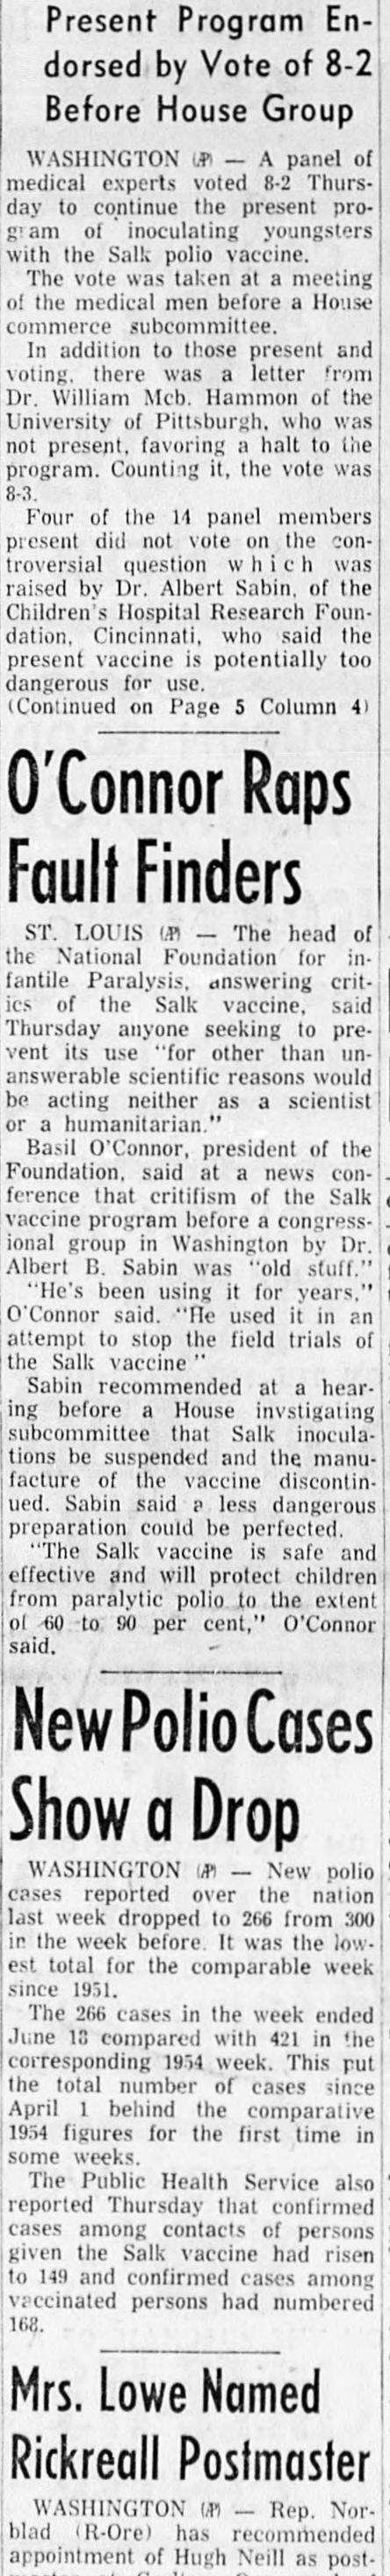 Present Program En-
dorsed by Vote of 8-2
Before House Group
WASHINGTON (AP) — A panel of
medical experts voted 8-2 Thurs-
day to continue the present pro-
gram of inoculating youngsters
with the Salk polio vaccine.
The vote was taken at a meeting
of the medical men before a House
commerce subcommittee.
In addition to those present and
voting, there was a letter from
Dr. William Mcb. Hammon of the
University of Pittsburgh, who was
not present, favoring a halt to the
program. Counting it, the vote was
8-3.
Four of the 14 panel members
present did not vote on the con-
troversial question which was
raised by Dr. Albert Sabin, of the
Children's Hospital Research Foun-
dation, Cincinnati, who said the
present vaccine is potentially too
dangerous for use.
(Continued on Page 5 Column 4)
O'Connor Raps
Fault Finders
ST. LOUIS (AP) — The head of
the National Foundation for in-
fantile Paralysis, answering crit-
ics of the Salk vaccine, said
Thursday anyone seeking to pre-
vent its use "for other than un-
answerable scientific reasons would
be acting neither as a scientist
or a humanitarian."
Basil O'Connor, president of the
Foundation, said at a news con-
ference that critifism of the Salk
vaccine program before a congress-
ional group in Washington by Dr.
Albert B. Sabin was "old stuff."
"He's been using it for years,"
O'Connor said. "He used it in an
attempt to stop the field trials of
the Salk vaccine"
Sabin recommended at a hear-
ing before a House invstigating
subcommittee that Salk inocula-
tions be suspended and the manu-
facture of the vaccine discontin-
ued. Sabin said a less dangerous
preparation could be perfected.
"The Salk vaccine is safe and
effective and will protect children
from paralytic polio to the extent
of 60 to 90 per cent," O'Connor
said.
New Polio Cases
Show a Drop
WASHINGTON (AP) — New polio
cases reported over the nation
last week dropped to 266 from 300
in the week before. It was the low-
est total for the comparable week
since 1951.
The 266 cases in the week ended
June 18 compared with 421 in the
corresponding 1954 week. This put
the total number of cases since
April 1 behind the comparative
1954 figures for the first time in
some weeks.
The Public Health Service also
reported Thursday that confirmed
cases among contacts of persons
given the Salk vaccine had risen
to 149 and confirmed cases among
vaccinated persons had numbered
168.
Mrs. Lowe Named
Rickreall Postmaster
WASHINGTON (AP) — Rep. Nor-
blad (R-Ore) has recommended
appointment of Hugh Neill as post-